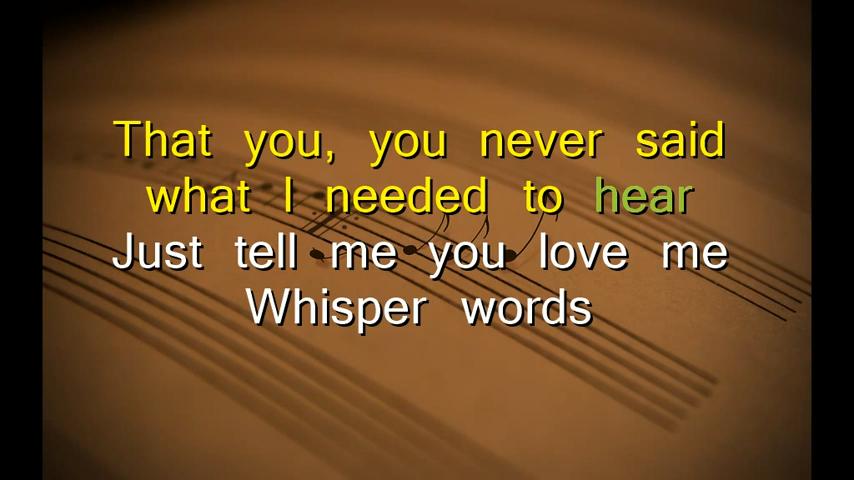 That you, you never said
what I needed to hear
Just tell me you love me
Whisper words